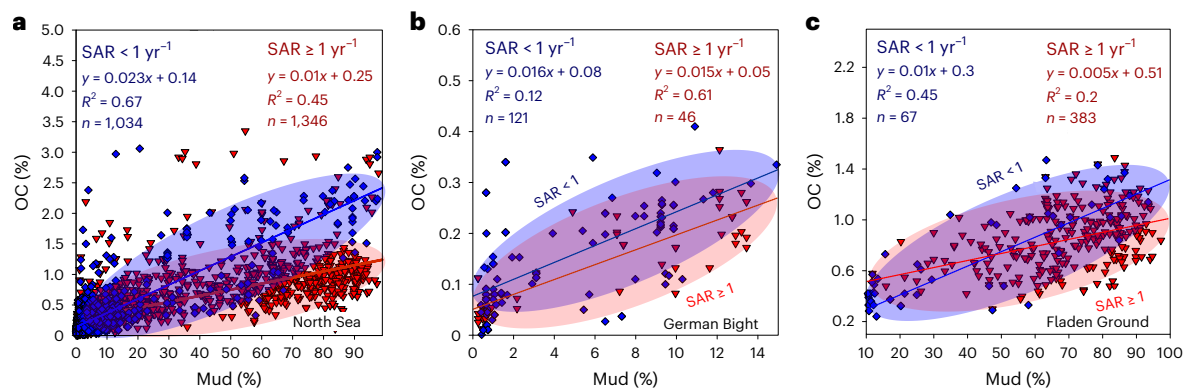 a
SAR < 1 yr⁻¹
y = 0.023x + 0.14
R² = 0.67
n = 1,034
SAR ≥ 1 yr⁻¹
y = 0.01x + 0.25
R² = 0.45
n = 1,346
5.0
4.5
4.0
3.5
3.0
2.5
2.0
1.5
1.0
0.5
0
OC (%)
North Sea
0 10 20 30 40 50 60 70 80 90
Mud (%)
b
SAR < 1 yr⁻¹
y = 0.016x + 0.08
R² = 0.12
n = 121
SAR ≥ 1 yr⁻¹
y = 0.015x + 0.05
R² = 0.61
n = 46
0.6
0.5
0.4
0.3
0.2
0.1
0
OC (%)
SAR < 1
SAR ≥ 1
German Bight
0 2 4 6 8 10 12 14
Mud (%)
c
SAR < 1 yr⁻¹
y = 0.01x + 0.3
R² = 0.45
n = 67
SAR ≥ 1 yr⁻¹
y = 0.005x + 0.51
R² = 0.2
n = 383
2.2
1.8
1.4
1.0
0.6
0.2
OC (%)
SAR < 1
SAR ≥ 1
Fladen Ground
10 20 30 40 50 60 70 80 90 100
Mud (%)